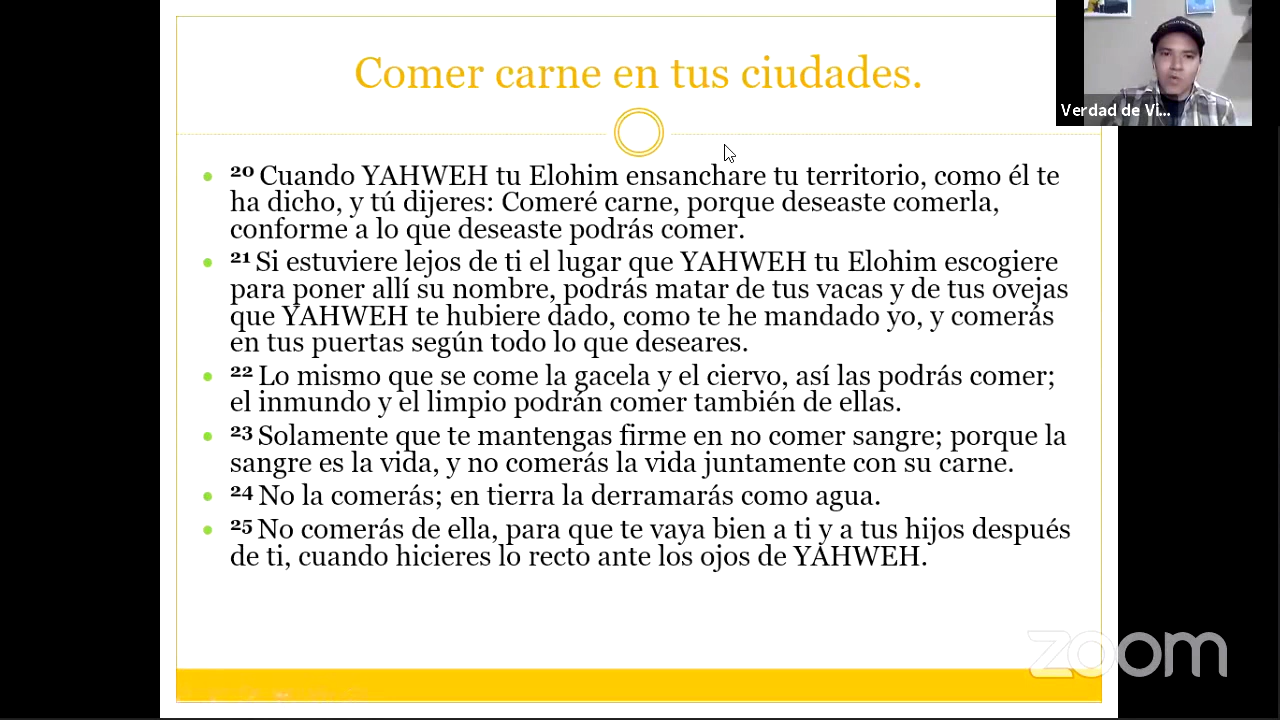 Comer carne en tus ciudades.
Verdad de Vi...
20 Cuando YAHWEH tu Elohim ensanchare tu territorio, como él te
ha dicho, y tú dijeres: Comeré carne, porque deseaste comerla,
conforme a lo que deseaste podrás comer.
21 Si estuviere lejos de ti el lugar que YAHWEH tu Elohim escogiere
para poner allí su nombre, podrás matar de tus vacas y de tus ovejas
que YAHWEH te hubiere dado, como te he mandado yo, y comerás
en tus puertas según todo lo que deseares.
22 Lo mismo que se come la gacela y el ciervo, así las podrás comer;
el inmundo y el limpio podrán comer también de ellas.
23 Solamente que te mantengas firme en no comer sangre; porque la
sangre es la vida, y no comerás la vida juntamente con su carne.
24 No la comerás; en tierra la derramarás como agua.
25 No comerás de ella, para que te vaya bien a ti y a tus hijos después
de ti, cuando hicieres lo recto ante los ojos de YAHWEH.
zoom